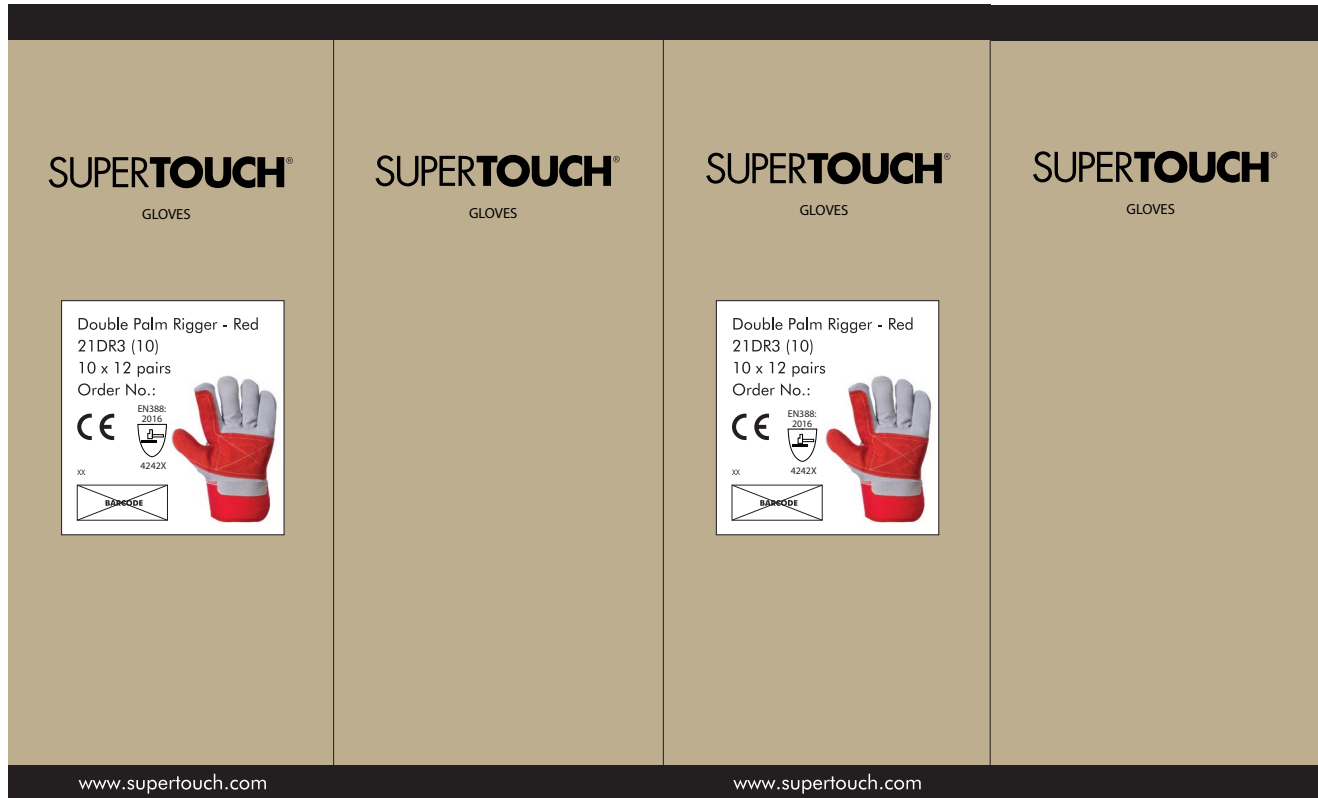 SUPERTOUCH®
GLOVES
Double Palm Rigger - Red
21DR3 (10)
10 x 12 pairs
Order No.:
CE
EN388:
2016
4242X
XX
BARCODE
www.supertouch.com
SUPERTOUCH®
GLOVES
SUPERTOUCH®
GLOVES
Double Palm Rigger - Red
21DR3 (10)
10 x 12 pairs
Order No.:
CE
EN388:
2016
4242X
XX
BARCODE
www.supertouch.com
SUPERTOUCH®
GLOVES